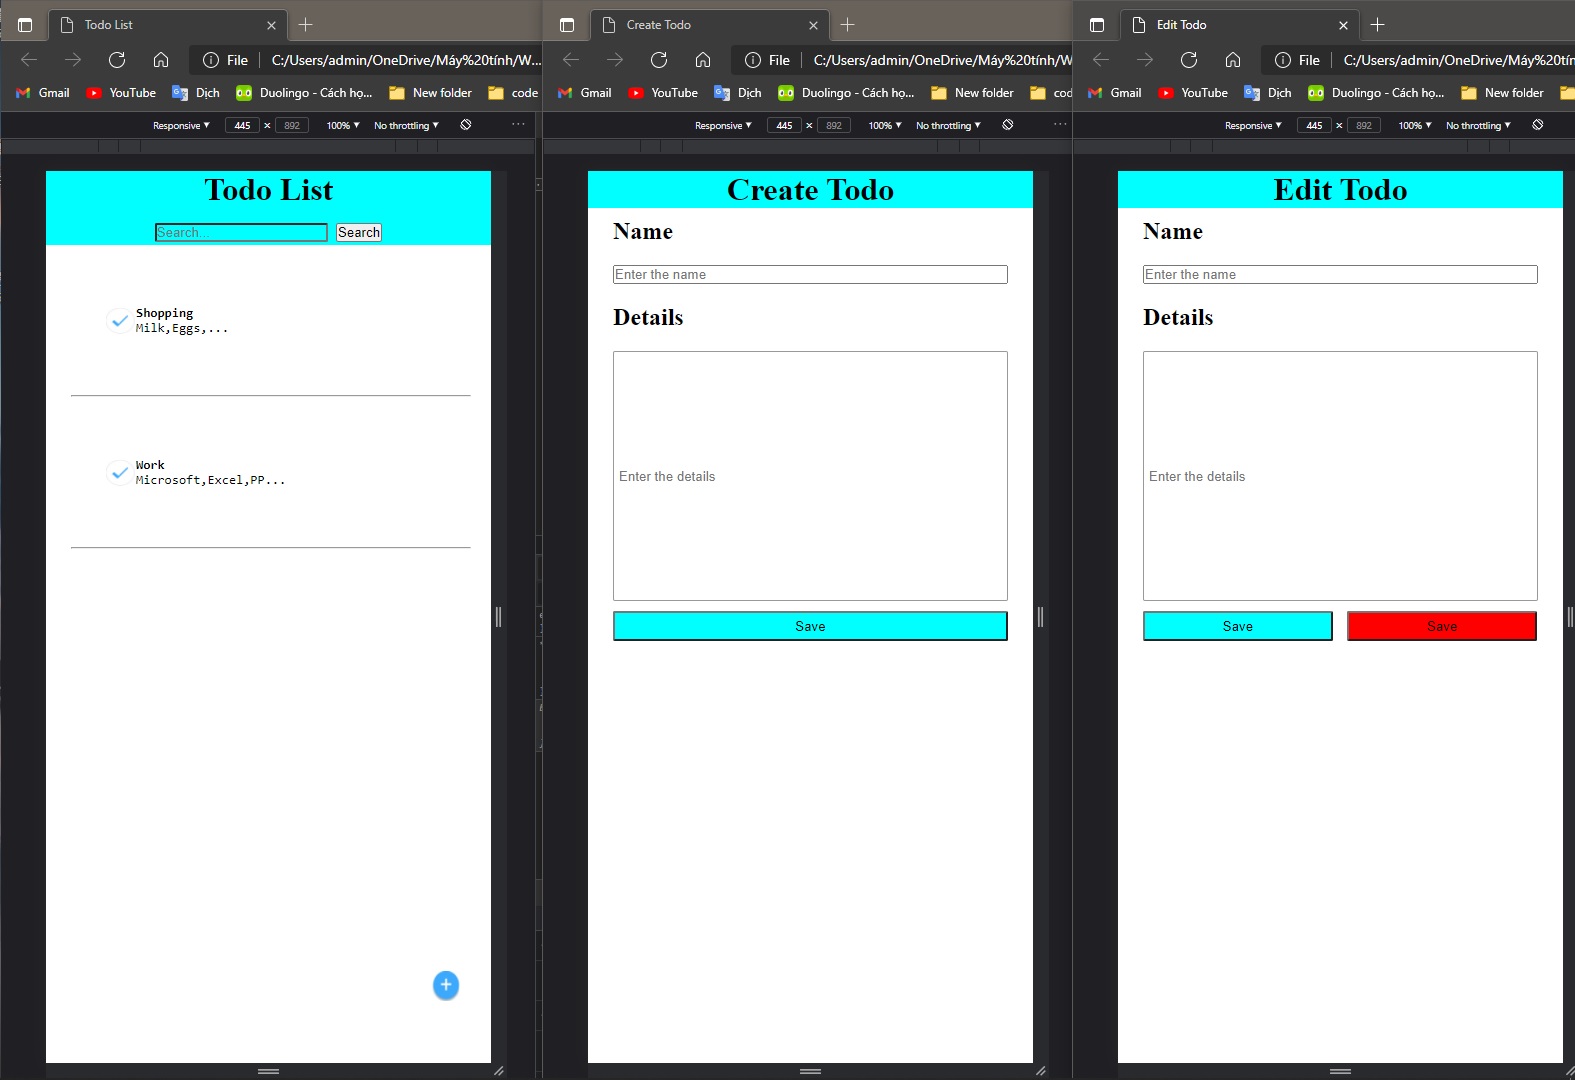 Todo List
File C:/Users/admin/OneDrive/Máy%20tính/W...
Gmail YouTube Dịch Duolingo - Cách họ... New folder code
Responsive ▼ 445 × 892 100% ▼ No throttling ▼
Todo List
Search... Search
Shopping
Milk,Eggs,...
Work
Microsoft,Excel,PP...
Create Todo
File C:/Users/admin/OneDrive/Máy%20tính/W
Gmail YouTube Dịch Duolingo - Cách họ... New folder cod
Responsive ▼ 445 × 892 100% ▼ No throttling ▼
Create Todo
Name
Enter the name
Details
Enter the details
Save
Edit Todo
File C:/Users/admin/OneDrive/Máy%20tín
Gmail YouTube Dịch Duolingo - Cách họ... New folder
Responsive ▼ 445 × 892 100% ▼ No throttling ▼
Edit Todo
Name
Enter the name
Details
Enter the details
Save Save